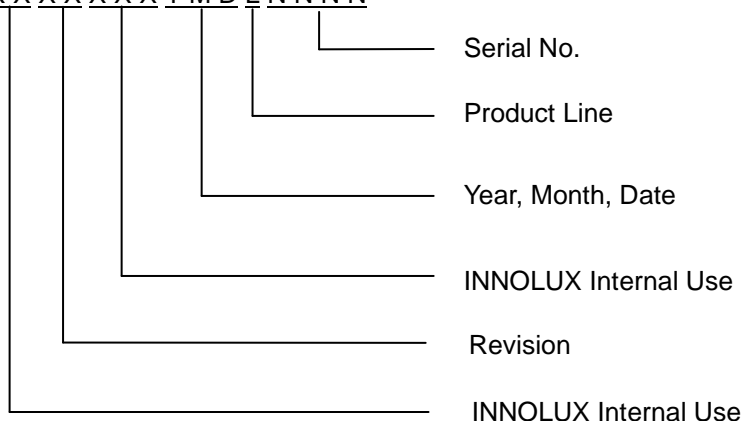 X X X X X X X Y M D L N N N N
Serial No.
Product Line
Year, Month, Date
INNOLUX Internal Use
Revision
INNOLUX Internal Use